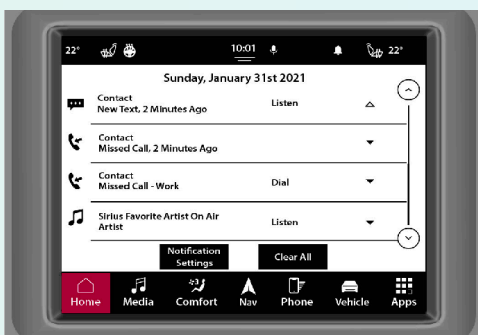 22° 10:01 22°
Sunday, January 31st 2021
Contact
New Text, 2 Minutes Ago Listen
Contact
Missed Call, 2 Minutes Ago
Contact
Missed Call - Work Dial
Sirius Favorite Artist On Air
Artist Listen
Notification
Settings Clear All
Home Media Comfort Nav Phone Vehicle Apps